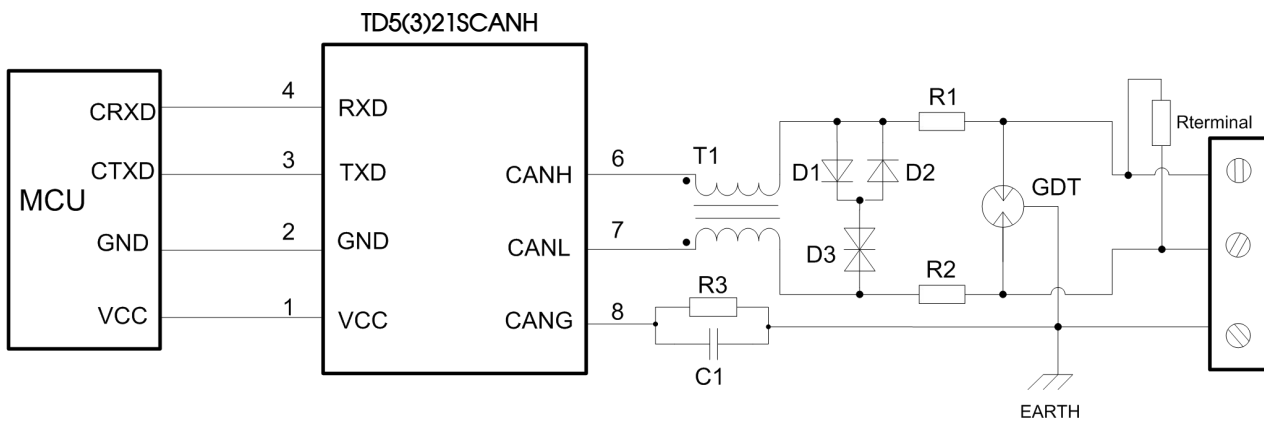 TD5(3)21SCANH
MCU
CRXD
CTXD
GND
VCC
4
3
2
1
RXD
TXD
GND
VCC
CANH
CANL
CANG
6
7
8
T1
D1
D2
D3
R1
R2
R3
C1
GDT
Rterminal
EARTH